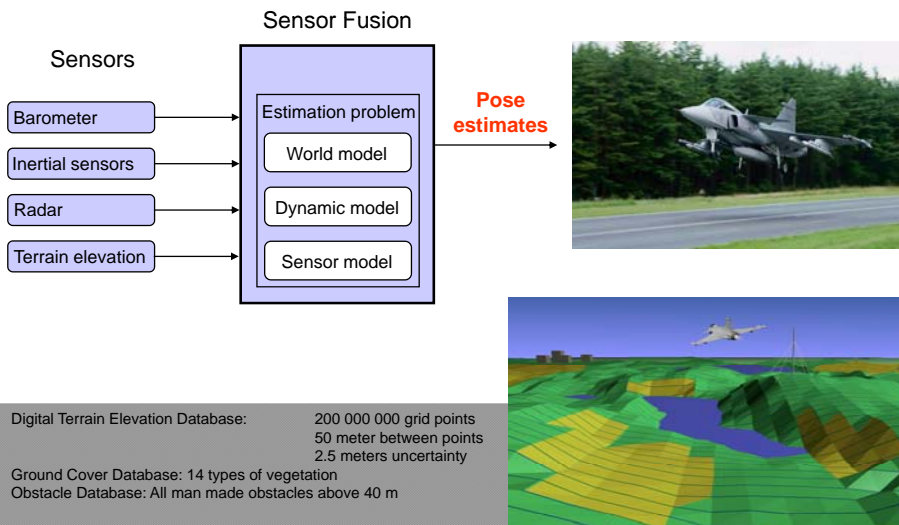 Sensor Fusion
Sensors
Barometer
Inertial sensors
Radar
Terrain elevation
Estimation problem
World model
Dynamic model
Sensor model
Pose
estimates
Digital Terrain Elevation Database: 200 000 000 grid points
50 meter between points
2.5 meters uncertainty
Ground Cover Database: 14 types of vegetation
Obstacle Database: All man made obstacles above 40 m